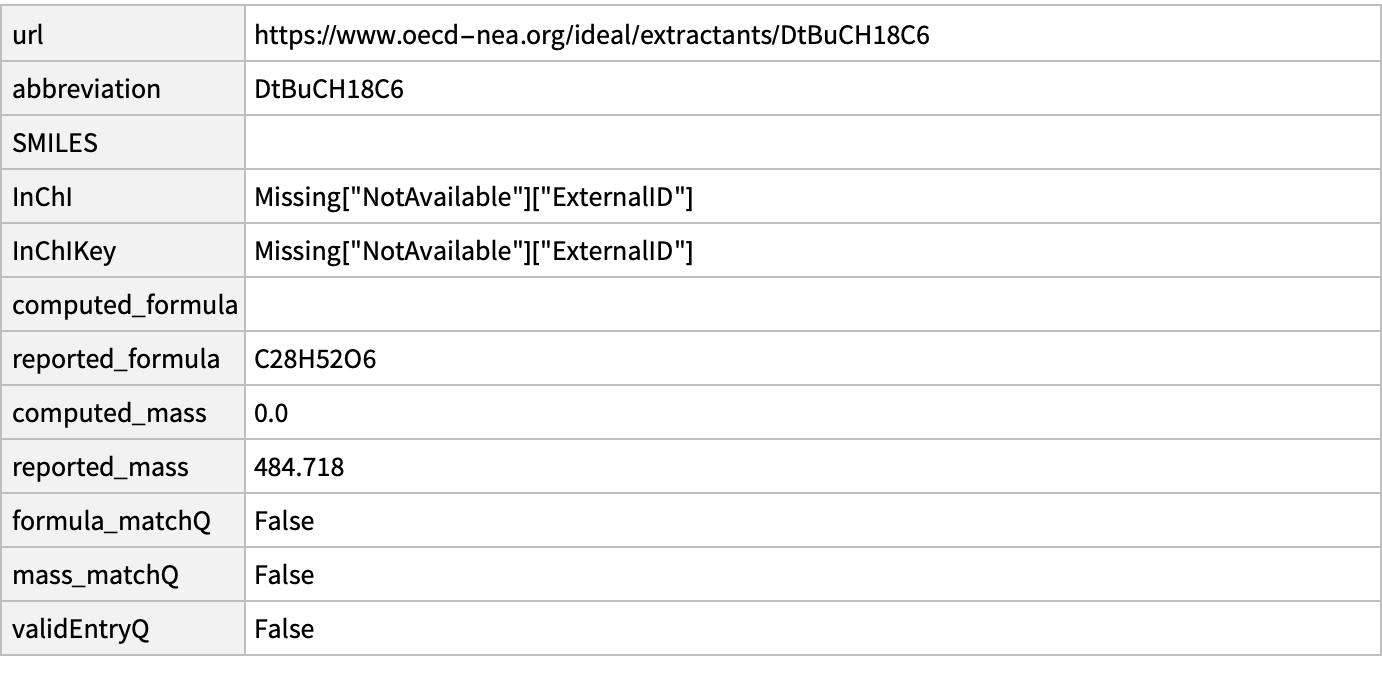 url https://www.oecd-nea.org/ideal/extractants/DtBuCH18C6
abbreviation DtBuCH18C6
SMILES
InChI Missing["NotAvailable"]["ExternalID"]
InChIKey Missing["NotAvailable"]["ExternalID"]
computed_formula
reported_formula C28H52O6
computed_mass 0.0
reported_mass 484.718
formula_matchQ False
mass_matchQ False
validEntryQ False